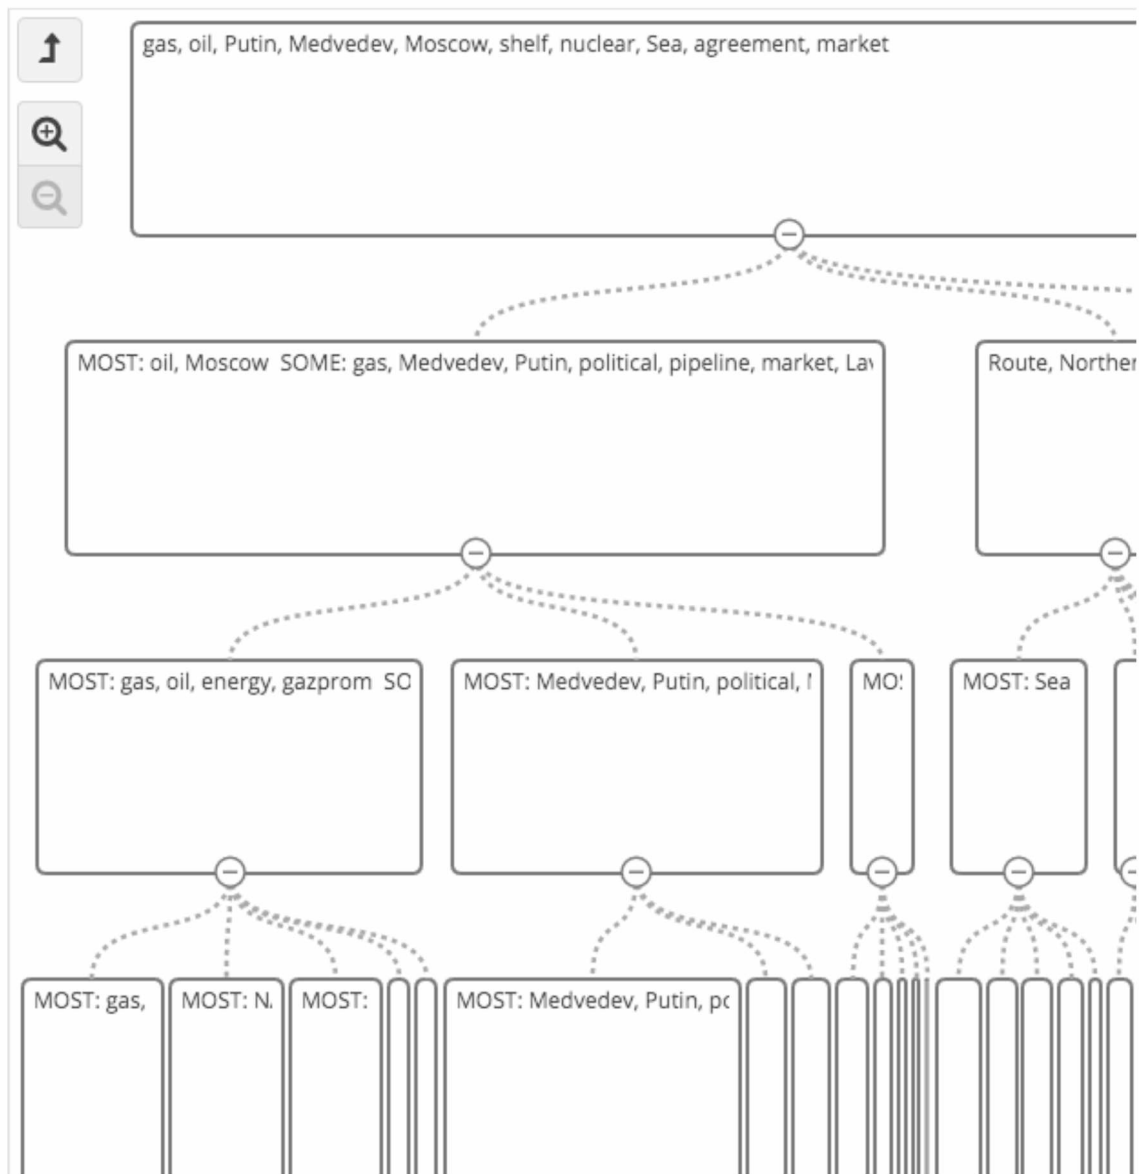 gas, oil, Putin, Medvedev, Moscow, shelf, nuclear, Sea, agreement, market
MOST: oil, Moscow SOME: gas, Medvedev, Putin, political, pipeline, market,
Route,
MOST: gas, oil, energy, gazprom
MOST: Medvedev, Putin, political,
MOST: Sea
MOST: gas,
MOST:
MOST:
MOST: Medvedev, Putin,